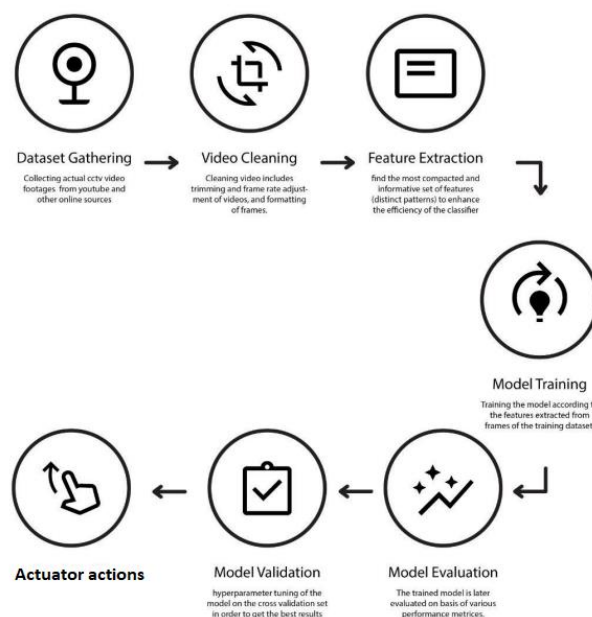 Dataset Gathering
Collecting actual cctv video
footages from youtube and
other online sources
Video Cleaning
Cleaning video includes
trimming and frame rate adjust-
ment of videos, and formatting
of frames.
Feature Extraction
find the most compacted and
informative set of features
(distinct patterns) to enhance
the efficiency of the classifier
Model Training
Training the model according t
the features extracted from
frames of the training dataset
Model Evaluation
The trained model is later
evaluated on basis of various
performance metrices.
Model Validation
hyperparameter tuning of the
model on the cross validation set
in order to get the best results
Actuator actions